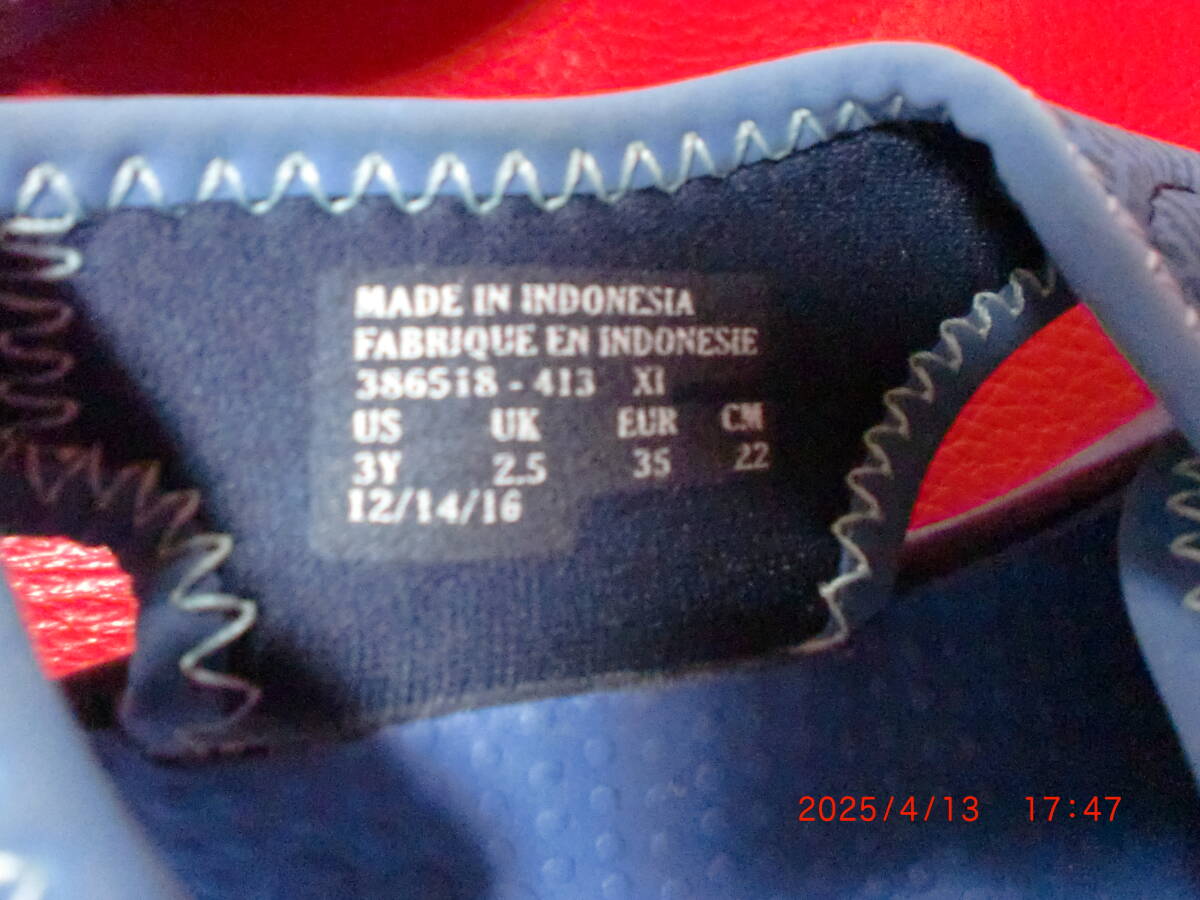 MADE IN INDONESIA
FABRIQUE EN INDONESIE
386518 - 413 XI
US UK EUR CM
3Y 2.5 35 22
12/14/16
2025/4/13 17:47